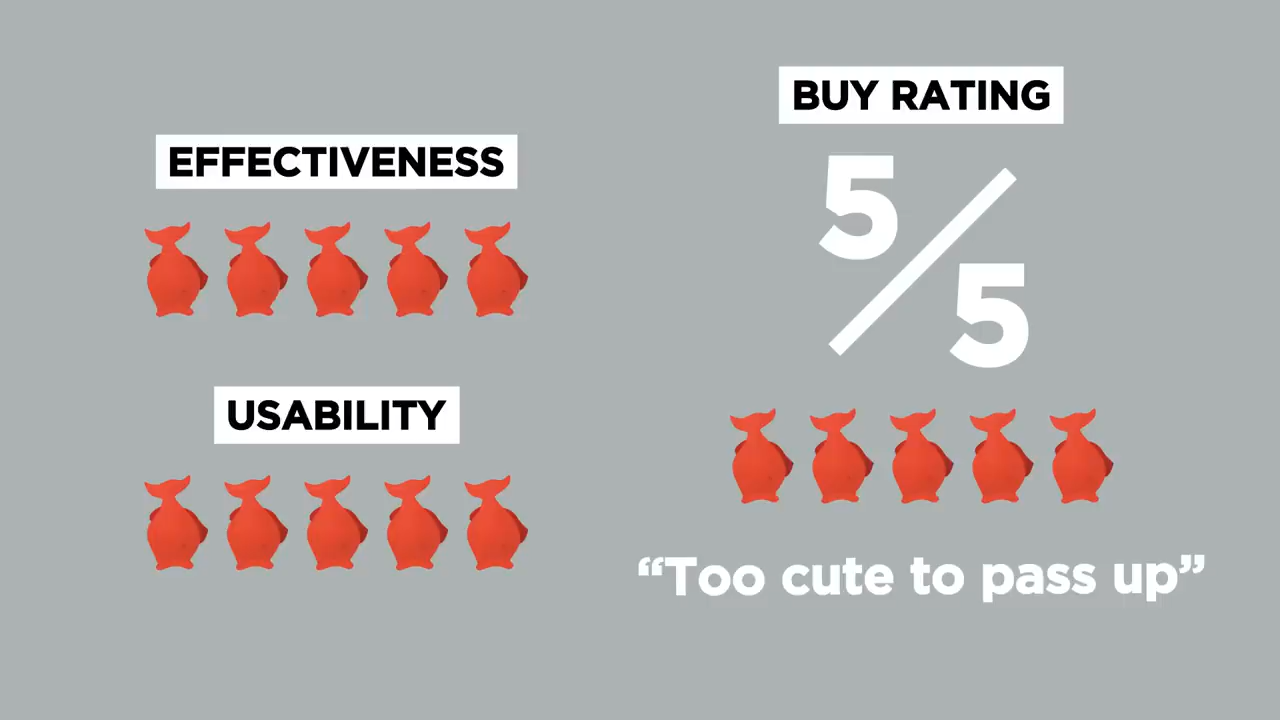 EFFECTIVENESS
USABILITY
BUY RATING
5/5
“Too cute to pass up”